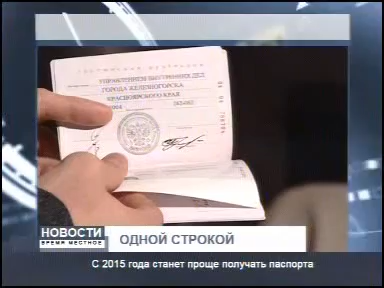 УПРАВЛЕНИЕМ ВНУТРЕННИХ ДЕЛ
ГОРОДА ЖЕЛЕЗНОГОРСКА
КРАСНОЯРСКОГО КРАЯ
НОВОСТИ
ВРЕМЯ МЕСТНОЕ
ОДНОЙ СТРОКОЙ
С 2015 года станет проще получать паспорта